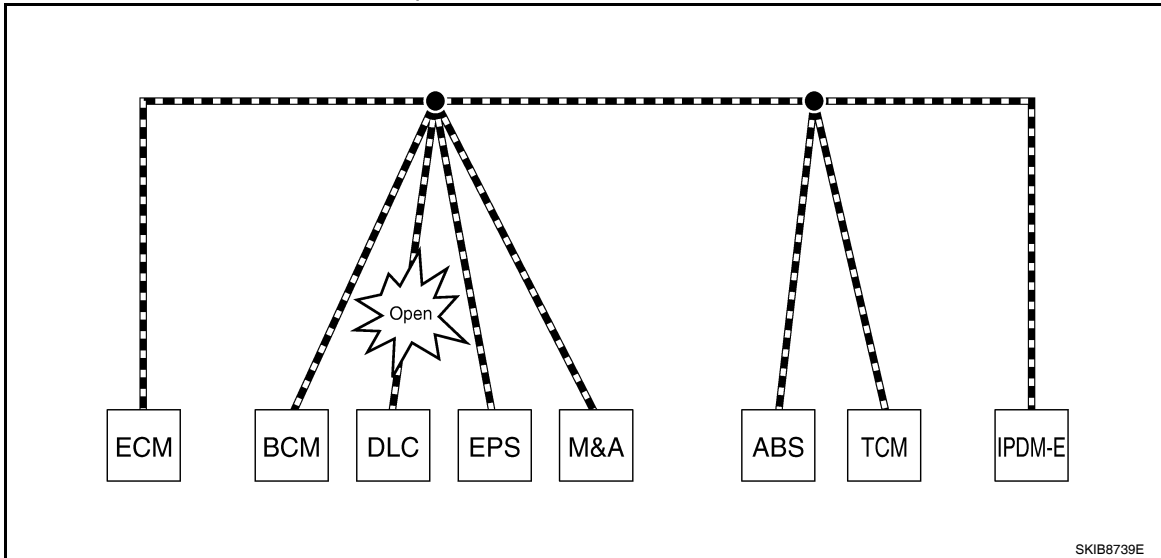 Open
ECM
BCM
DLC
EPS
M&A
ABS
TCM
IPDM-E
SKIB8739E